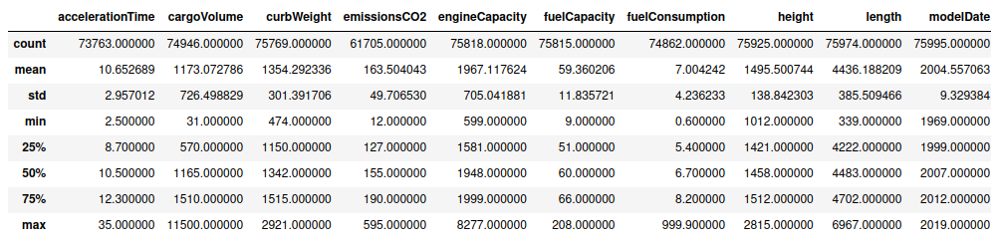 accelerationTime cargoVolume curbWeight emissionsCO2 engineCapacity fuelCapacity fuelConsumption height length modelDate
count 73763.000000 74946.000000 75769.000000 61705.000000 75818.000000 75815.000000 74862.000000 75925.000000 75974.000000 75995.000000
mean 10.652689 1173.072786 1354.292336 163.504043 1967.117624 59.360206 7.004242 1495.500744 4436.188209 2004.557063
std 2.957012 726.498829 301.391706 49.706530 705.041881 11.835721 4.236233 138.842303 385.509466 9.329384
min 2.500000 31.000000 474.000000 12.000000 599.000000 9.000000 0.600000 1012.000000 339.000000 1969.000000
25% 8.700000 570.000000 1150.000000 127.000000 1581.000000 51.000000 5.400000 1421.000000 4222.000000 1999.000000
50% 10.500000 1165.000000 1342.000000 155.000000 1948.000000 60.000000 6.700000 1458.000000 4483.000000 2007.000000
75% 12.300000 1510.000000 1515.000000 190.000000 1999.000000 66.000000 8.200000 1512.000000 4702.000000 2012.000000
max 35.000000 11500.000000 2921.000000 595.000000 8277.000000 208.000000 999.900000 2815.000000 6967.000000 2019.000000